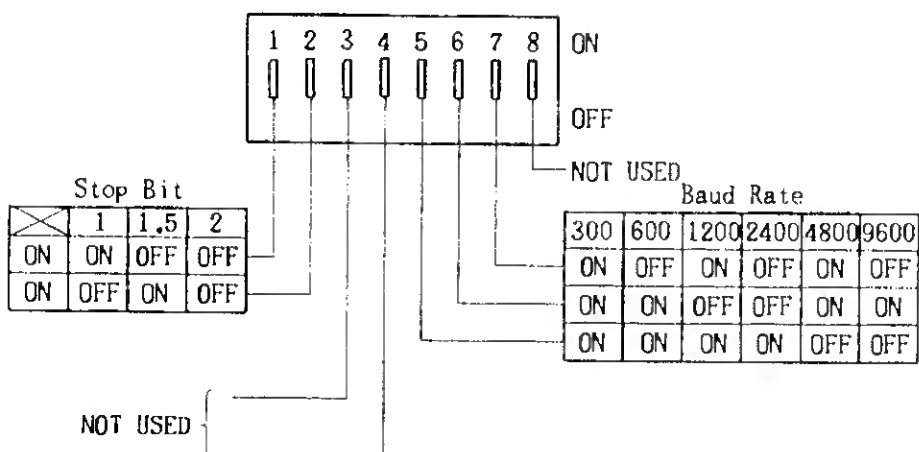 1 2 3 4 5 6 7 8 ON
OFF
NOT USED
Stop Bit
1 1.5 2
ON ON OFF OFF
ON OFF ON OFF
Baud Rate
300 600 1200 2400 4800 9600
ON OFF ON OFF ON OFF
ON ON OFF OFF ON ON
ON ON ON ON OFF OFF
NOT USED